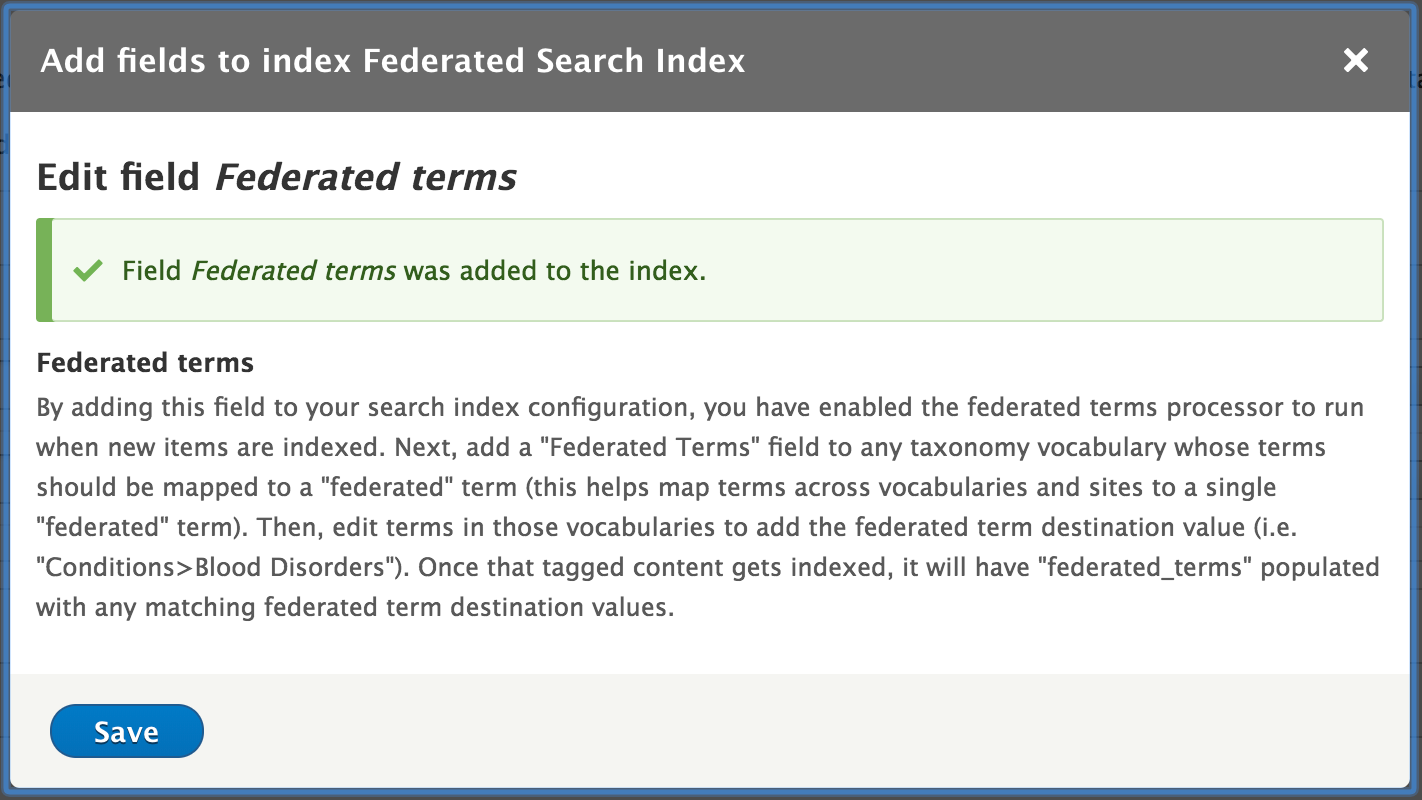 Add fields to index Federated Search Index
Edit field Federated terms
Field Federated terms was added to the index.
Federated terms
By adding this field to your search index configuration, you have enabled the federated terms processor to run
when new items are indexed. Next, add a "Federated Terms" field to any taxonomy vocabulary whose terms
should be mapped to a "federated" term (this helps map terms across vocabularies and sites to a single
"federated" term). Then, edit terms in those vocabularies to add the federated term destination value (i.e.
"Conditions>Blood Disorders"). Once that tagged content gets indexed, it will have "federated_terms" populated
with any matching federated term destination values.
Save